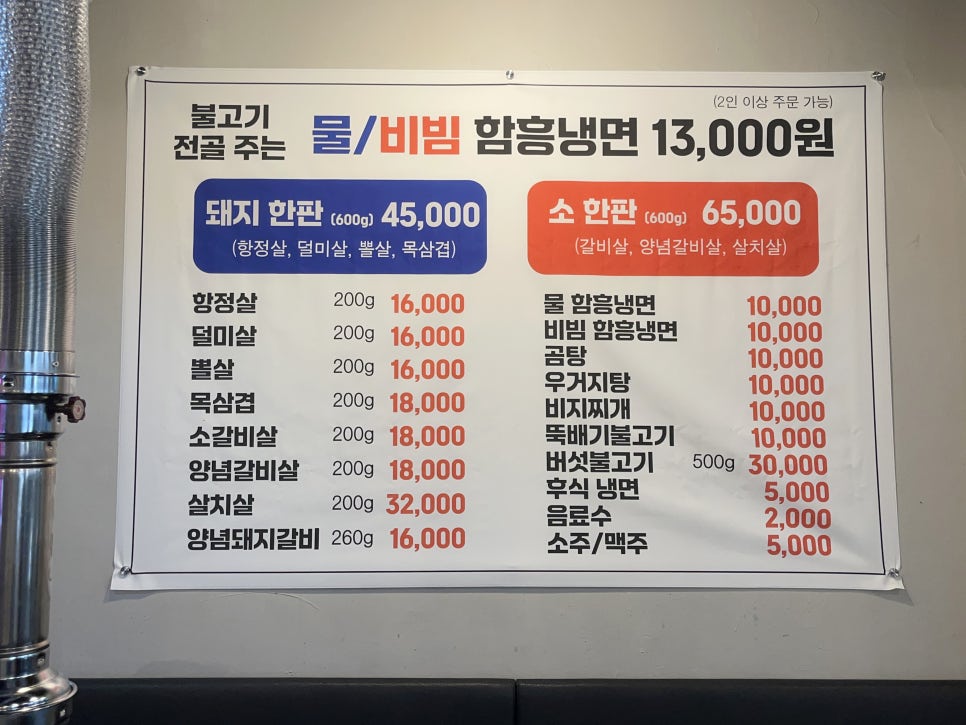 (2인 이상 주문 가능)
불고기
전골 주는
물/비빔 함흥냉면 13,000원
돼지 한판 (600g) 45,000
(항정살, 덜미살, 뽈살, 목삼겹)
항정살 200g 16,000
덜미살 200g 16,000
뽈살 200g 16,000
목삼겹 200g 18,000
소갈비살 200g 18,000
양념갈비살 200g 18,000
살치살 200g 32,000
양념돼지갈비 260g 16,000
소 한판 (600g) 65,000
(갈비살, 양념갈비살, 살치살)
물 함흥냉면 10,000
비빔 함흥냉면 10,000
곰탕 10,000
우거지탕 10,000
비지찌개 10,000
뚝배기불고기 10,000
버섯불고기 500g 30,000
후식 냉면 5,000
음료수 2,000
소주/맥주 5,000